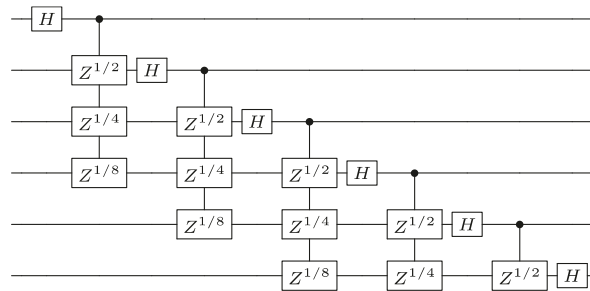 H
Z^{1/2} H
Z^{1/4} Z^{1/2} H
Z^{1/8} Z^{1/4} Z^{1/2} H
Z^{1/8} Z^{1/4} Z^{1/2} H
Z^{1/8} Z^{1/4} Z^{1/2} H